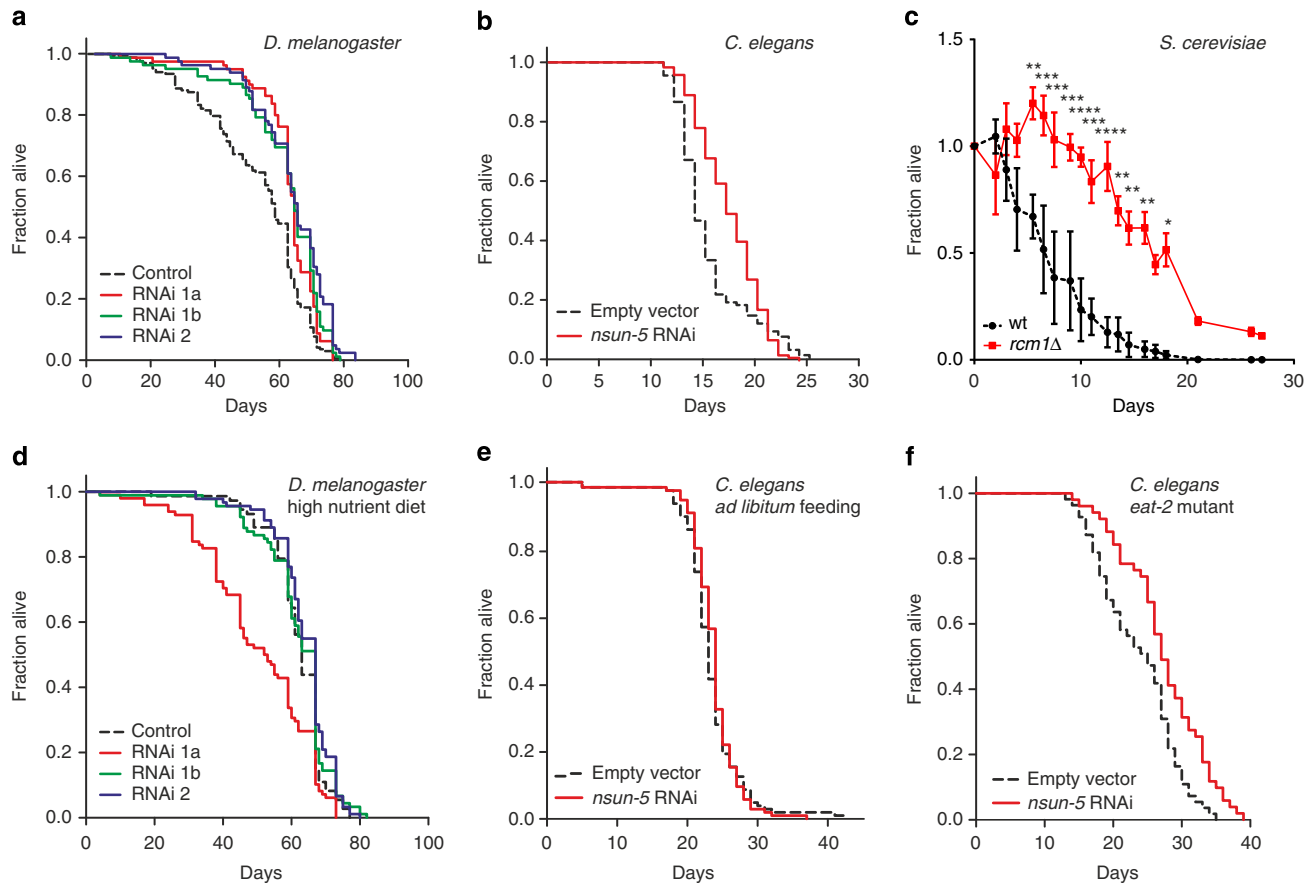 a
D. melanogaster
Fraction alive
1.0
0.8
0.6
0.4
0.2
0.0
Control
RNAi 1a
RNAi 1b
RNAi 2
0 20 40 60 80 100
Days
b
C. elegans
Fraction alive
1.0
0.8
0.6
0.4
0.2
0.0
Empty vector
nsun-5 RNAi
0 5 10 15 20 25 30
Days
c
S. cerevisiae
Fraction alive
1.5
1.0
0.5
0.0
**
***
***
***
****
***
****
**
**
**
*
wt
rcm1Δ
0 10 20 30
Days
d
D. melanogaster
high nutrient diet
Fraction alive
1.0
0.8
0.6
0.4
0.2
0.0
Control
RNAi 1a
RNAi 1b
RNAi 2
0 20 40 60 80 100
Days
e
C. elegans
ad libitum feeding
Fraction alive
1.0
0.8
0.6
0.4
0.2
0.0
Empty vector
nsun-5 RNAi
0 10 20 30 40
Days
f
C. elegans
eat-2 mutant
Fraction alive
1.0
0.8
0.6
0.4
0.2
0.0
Empty vector
nsun-5 RNAi
0 10 20 30 40
Days